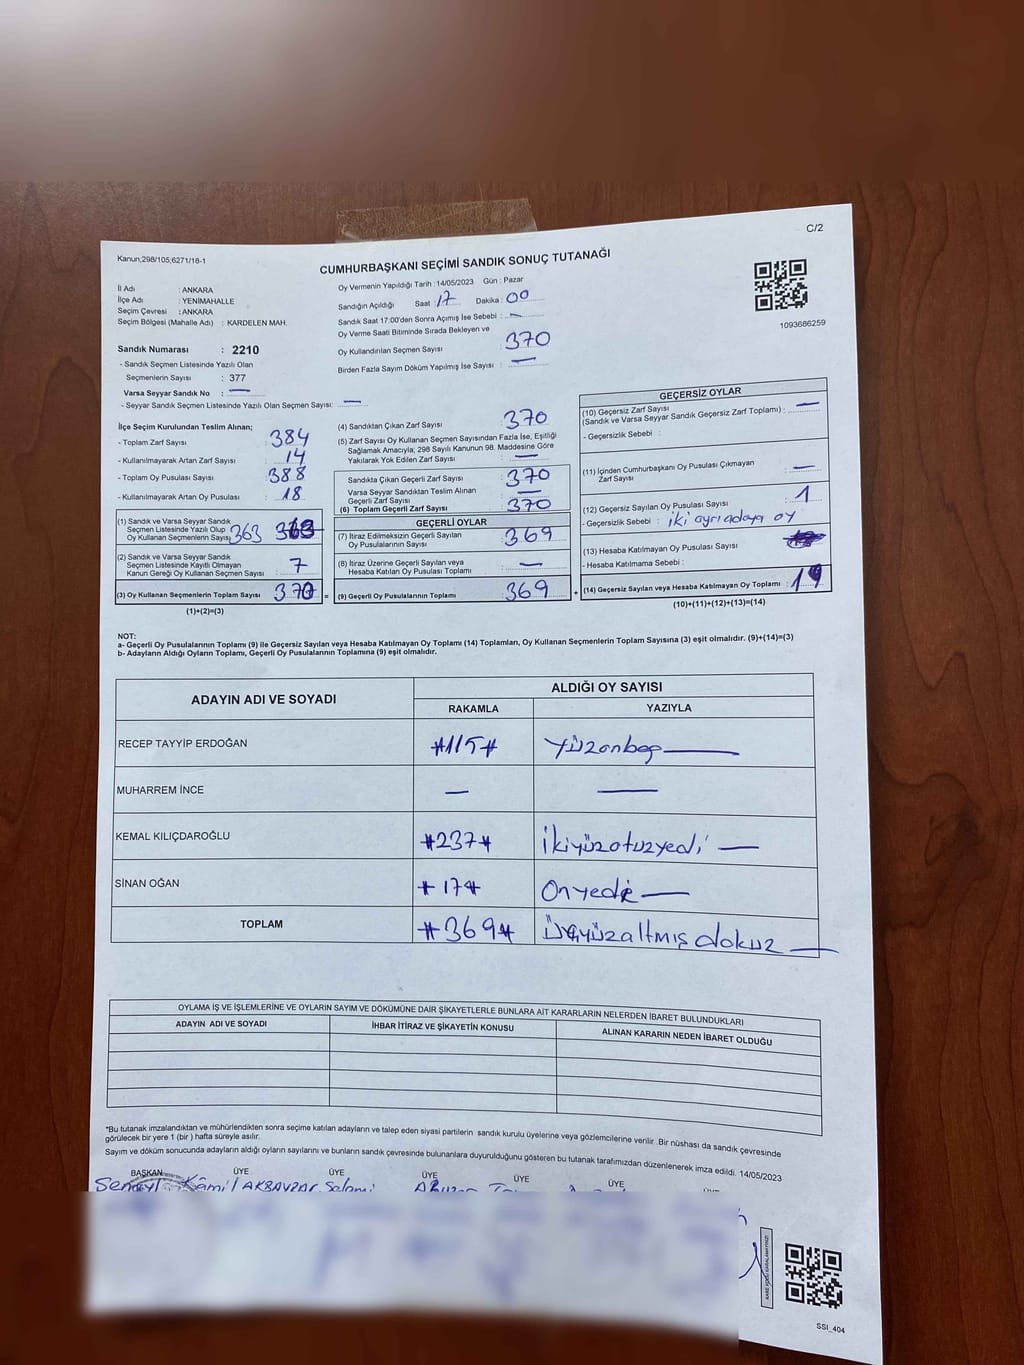 C/2
Kanun;298/105;6271/18-1
CUMHURBAŞKANI SEÇİMİ SANDIK SONUÇ TUTANAĞI
İl Adı : ANKARA
İlçe Adı : YENİMAHALLE
Seçim Çevresi : ANKARA
Seçim Bölgesi (Mahalle Adı) : KARDELEN MAH.
Oy Vermenin Yapıldığı Tarih : 14/05/2023 Gün : Pazar
Sandığın Açıldığı Saat : 17 Dakika : 00
Sandık Saat 17:00'den Sonra Açımış İse Sebebi : —
Oy Verme Saati Bitiminde Sırada Bekleyen ve
Oy Kullandırılan Seçmen Sayısı : 370
Birden Fazla Sayım Döküm Yapılmış İse Sayısı : —
1093686259
Sandık Numarası : 2210
- Sandık Seçmen Listesinde Yazılı Olan
Seçmenlerin Sayısı : 377
Varsa Seyyar Sandık No : —
- Seyyar Sandık Seçmen Listesinde Yazılı Olan Seçmen Sayısı: —
İlçe Seçim Kurulundan Teslim Alınan;
- Toplam Zarf Sayısı : 384
- Kullanılmayarak Artan Zarf Sayısı : 14
- Toplam Oy Pusulası Sayısı : 388
- Kullanılmayarak Artan Oy Pusulası : 18
(1) Sandık ve Varsa Seyyar Sandık
Seçmen Listesinde Yazılı Olup
Oy Kullanan Seçmenlerin Sayısı 363 363
(2) Sandık ve Varsa Seyyar Sandık
Seçmen Listesinde Kayıtlı Olmayan
Kanun Gereği Oy Kullanan Seçmen Sayısı : 7
(3) Oy Kullanan Seçmenlerin Toplam Sayısı : 370
(1)+(2)=(3)
(4) Sandıktan Çıkan Zarf Sayısı : 370
(5) Zarf Sayısı Oy Kullanan Seçmen Sayısından Fazla İse, Eşitliği
Sağlamak Amacıyla; 298 Sayılı Kanunun 98. Maddesine Göre
Yakılarak Yok Edilen Zarf Sayısı : —
Sandıkta Çıkan Geçerli Zarf Sayısı : 370
Varsa Seyyar Sandıktan Teslim Alınan
Geçerli Zarf Sayısı : —
(6) Toplam Geçerli Zarf Sayısı : 370
GEÇERLİ OYLAR
(7) İtiraz Edilmeksizin Geçerli Sayılan
Oy Pusulalarının Sayısı : 369
(8) İtiraz Üzerine Geçerli Sayılan veya
Hesaba Katılan Oy Pusulası Toplamı : —
= (9) Geçerli Oy Pusulalarının Toplamı : 369 +
GEÇERSİZ OYLAR
(10) Geçersiz Zarf Sayısı
(Sandık ve Varsa Seyyar Sandık Geçersiz Zarf Toplamı) : —
- Geçersizlik Sebebi :
(11) İçinden Cumhurbaşkanı Oy Pusulası Çıkmayan
Zarf Sayısı : —
(12) Geçersiz Sayılan Oy Pusulası Sayısı : 1
- Geçersizlik Sebebi : iki ayrı adaya oy
(13) Hesaba Katılmayan Oy Pusulası Sayısı
- Hesaba Katılmama Sebebi :
(14) Geçersiz Sayılan veya Hesaba Katılmayan Oy Toplamı : 1
(10)+(11)+(12)+(13)=(14)
NOT:
a- Geçerli Oy Pusulalarının Toplamı (9) ile Geçersiz Sayılan veya Hesaba Katılmayan Oy Toplamı (14) Toplamları, Oy Kullanan Seçmenlerin Toplam Sayısına (3) eşit olmalıdır. (9)+(14)=(3)
b- Adayların Aldığı Oyların Toplamı, Geçerli Oy Pusulalarının Toplamına (9) eşit olmalıdır.
ADAYIN ADI VE SOYADI ALDIĞI OY SAYISI
RAKAMLA YAZIYLA
RECEP TAYYİP ERDOĞAN #115# Yüzonbeş —
MUHARREM İNCE — —
KEMAL KILIÇDAROĞLU #237# İkiyüzotuzyedi —
SİNAN OĞAN #17# Onyedi —
TOPLAM #369# Üçyüzaltmış dokuz —
OYLAMA İŞ VE İŞLEMLERİNE VE OYLARIN SAYIM VE DÖKÜMÜNE DAİR ŞİKAYETLERLE BUNLARA AİT KARARLARIN NELERDEN İBARET BULUNDUKLARI
ADAYIN ADI VE SOYADI İHBAR İTİRAZ VE ŞİKAYETİN KONUSU ALINAN KARARIN NEDEN İBARET OLDUĞU
*Bu tutanak imzalandıktan ve mühürlendikten sonra seçime katılan adayların ve talep eden siyasi partilerin sandık kurulu üyelerine veya gözlemcilerine verilir .Bir nüshası da sandık çevresinde
görülecek bir yere 1 (bir ) hafta süreyle asılır.
Sayım ve döküm sonucunda adayların aldığı oyların sayılarını ve bunların sandık çevresinde bulunanlara duyurulduğunu gösteren bu tutanak tarafımızdan düzenlenerek imza edildi. 14/05/2023
BAŞKAN ÜYE ÜYE ÜYE ÜYE ÜYE
Kâmil
SSI_404